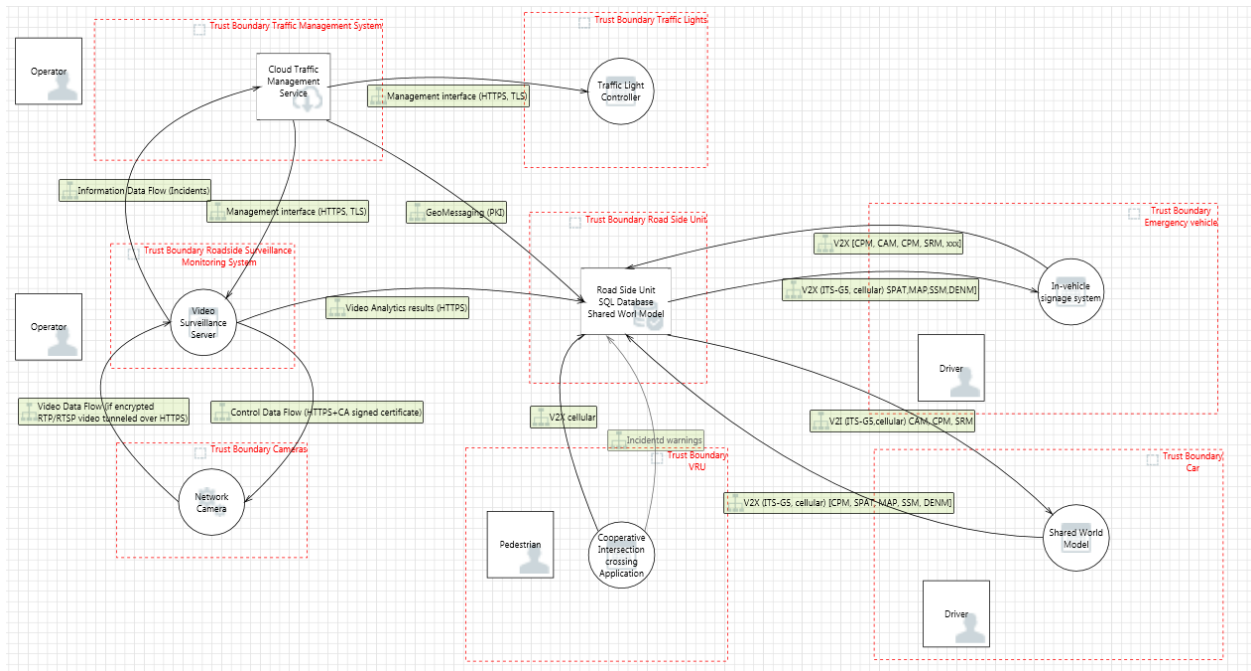 Trust Boundary Traffic Management System
Operator
Cloud Traffic
Management
Service
Management interface (HTTPS, TLS)
Trust Boundary Traffic Lights
Traffic Light
Controller
Information Data Flow (Incidents)
Management interface (HTTPS, TLS)
GeoMessaging (PKI)
Trust Boundary Roadside Surveillance
Monitoring System
Operator
Video
Surveillance
Server
Video Analytics results (HTTPS)
Trust Boundary Road Side Unit
Road Side Unit
SQL Database
Shared Worl Model
Trust Boundary
Emergency vehicle
V2X [CPM, CAM, CPM, SRM, xxx]
V2X (ITS-G5, cellular) SPAT,MAP,SSM,DENM]
In-vehicle
signage system
Driver
Video Data Flow (if encrypted
RTP/RTSP video tunneled over HTTPS)
Control Data Flow (HTTPS+CA signed certificate)
V2X cellular
Incidentd warnings
V2I (ITS-G5,cellular) CAM, CPM, SRM
Trust Boundary Cameras
Network
Camera
Trust Boundary
VRU
Pedestrian
Cooperative
Intersection
crossing
Application
Trust Boundary
Car
V2X (ITS-G5, cellular) [CPM, SPAT, MAP, SSM, DENM]
Shared World
Model
Driver